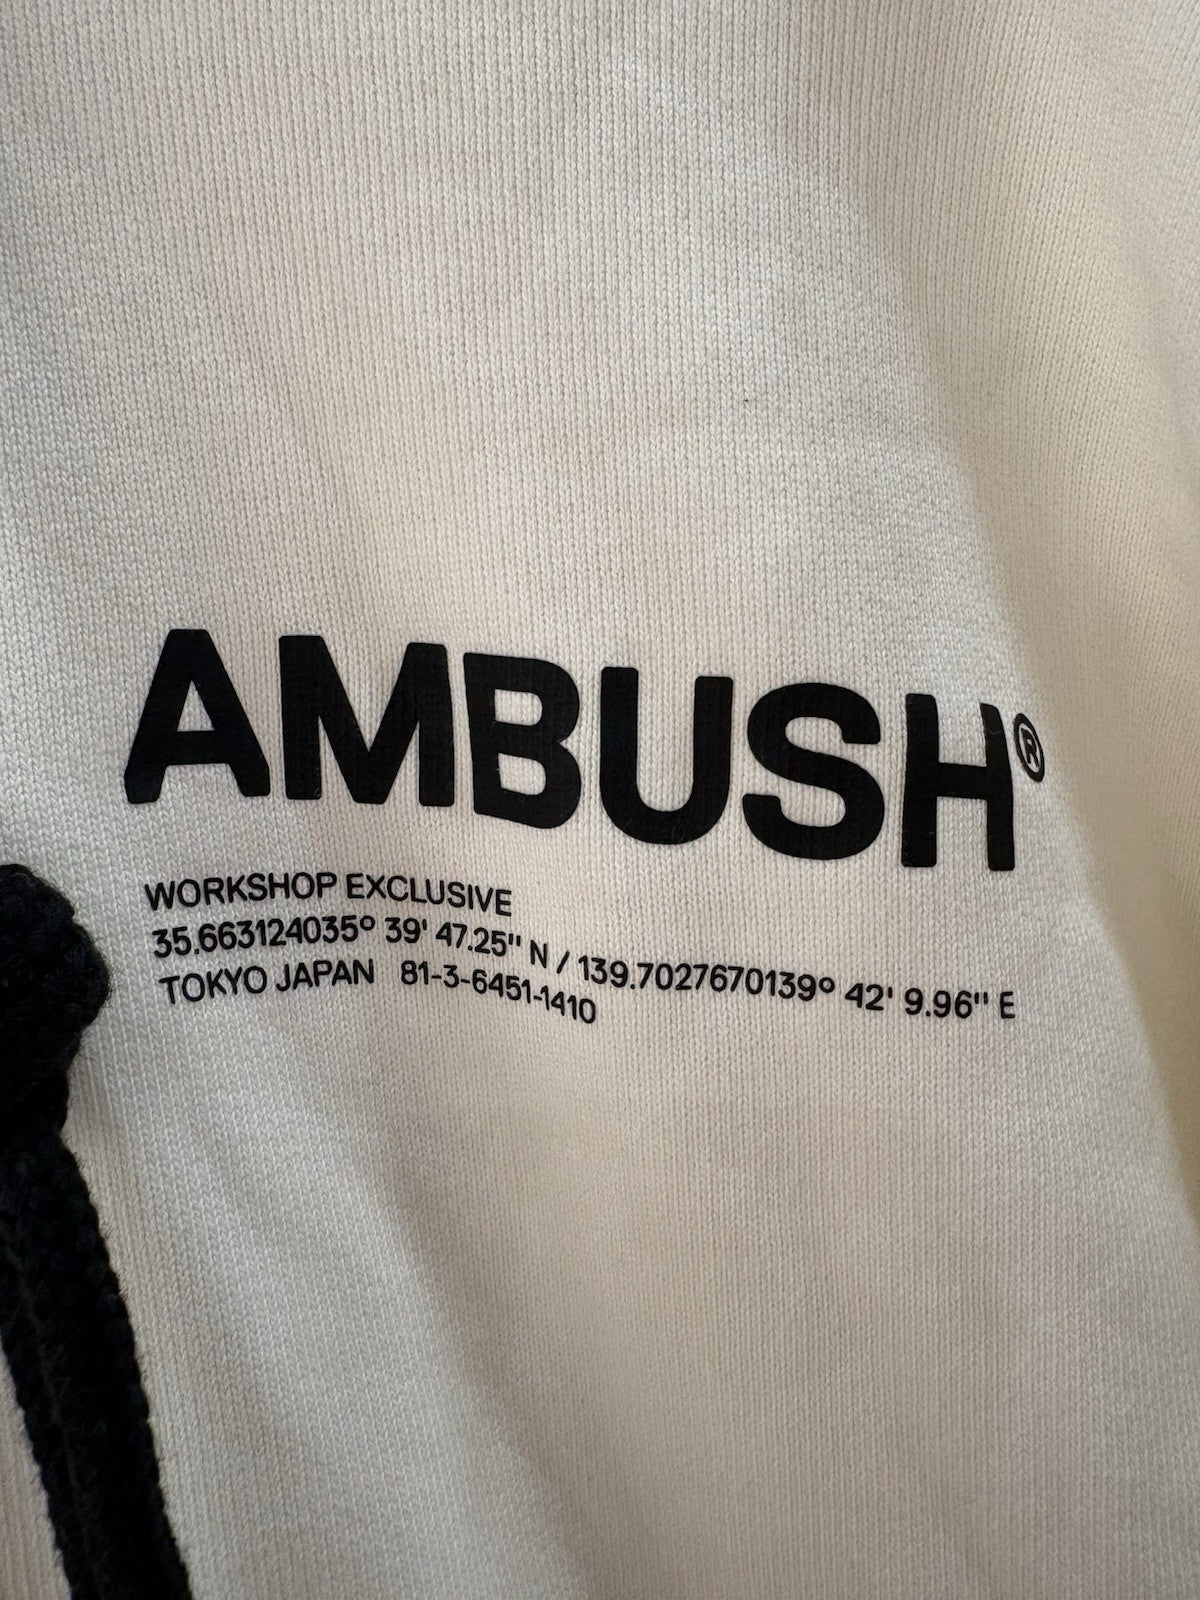 AMBUSH®
WORKSHOP EXCLUSIVE
35.663124035° 39' 47.25" N / 139.7027670139° 42' 9.96" E
TOKYO JAPAN 81-3-6451-1410